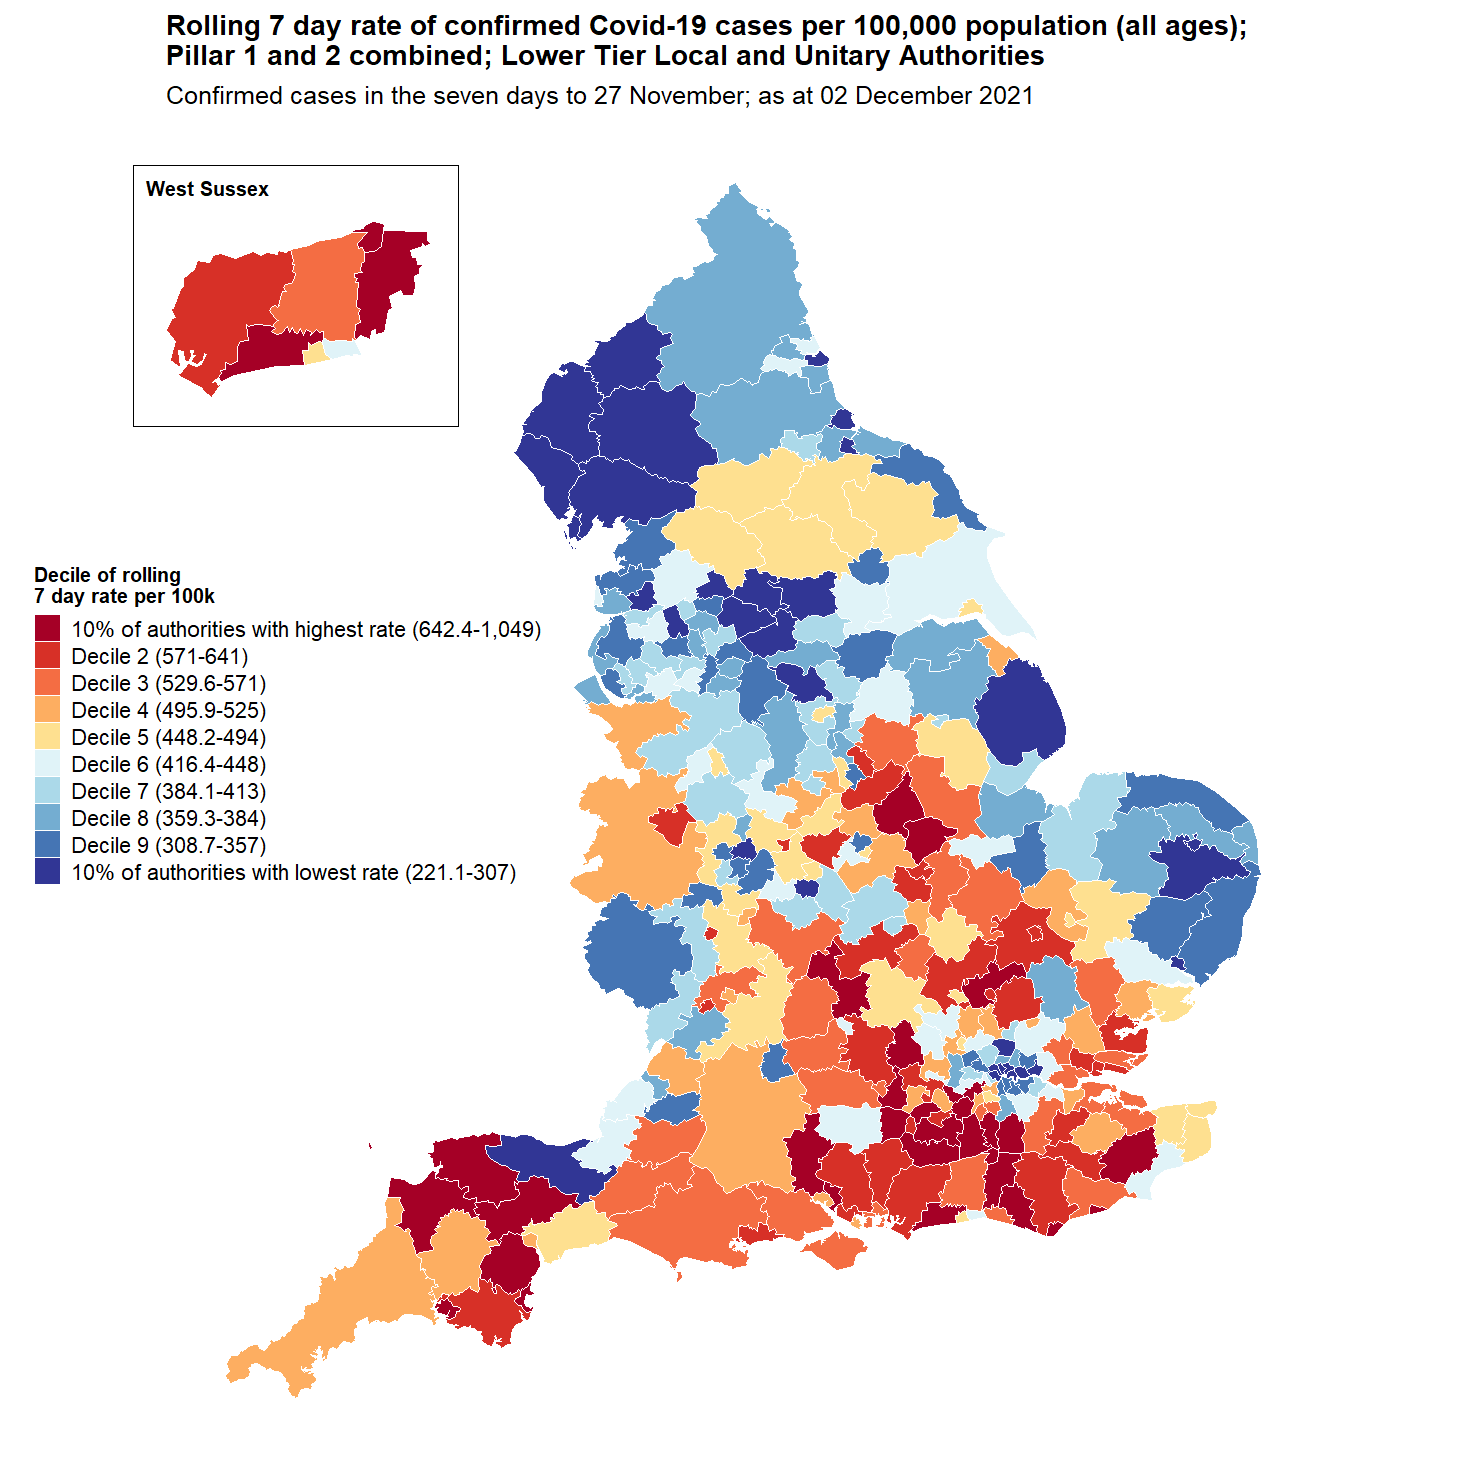 Rolling 7 day rate of confirmed Covid-19 cases per 100,000 population (all ages);
Pillar 1 and 2 combined; Lower Tier Local and Unitary Authorities
Confirmed cases in the seven days to 27 November; as at 02 December 2021
West Sussex
Decile of rolling
7 day rate per 100k
10% of authorities with highest rate (642.4-1,049)
Decile 2 (571-641)
Decile 3 (529.6-571)
Decile 4 (495.9-525)
Decile 5 (448.2-494)
Decile 6 (416.4-448)
Decile 7 (384.1-413)
Decile 8 (359.3-384)
Decile 9 (308.7-357)
10% of authorities with lowest rate (221.1-307)